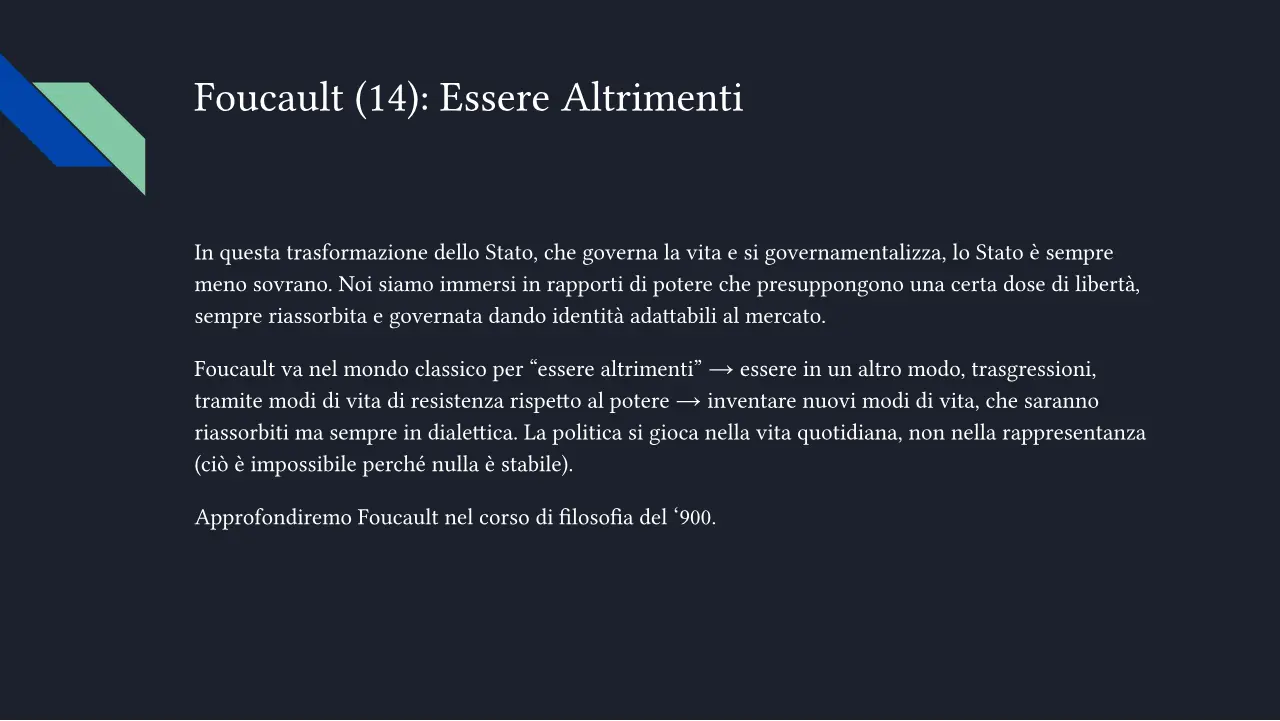 Foucault (14): Essere Altrimenti
In questa trasformazione dello Stato, che governa la vita e si governamentalizza, lo Stato è sempre
meno sovrano. Noi siamo immersi in rapporti di potere che presuppongono una certa dose di libertà,
sempre riassorbita e governata dando identità adattabili al mercato.
Foucault va nel mondo classico per “essere altrimenti” → essere in un altro modo, trasgressioni,
tramite modi di vita di resistenza rispetto al potere → inventare nuovi modi di vita, che saranno
riassorbiti ma sempre in dialettica. La politica si gioca nella vita quotidiana, non nella rappresentanza
(ciò è impossibile perché nulla è stabile).
Approfondiremo Foucault nel corso di filosofia del ‘900.